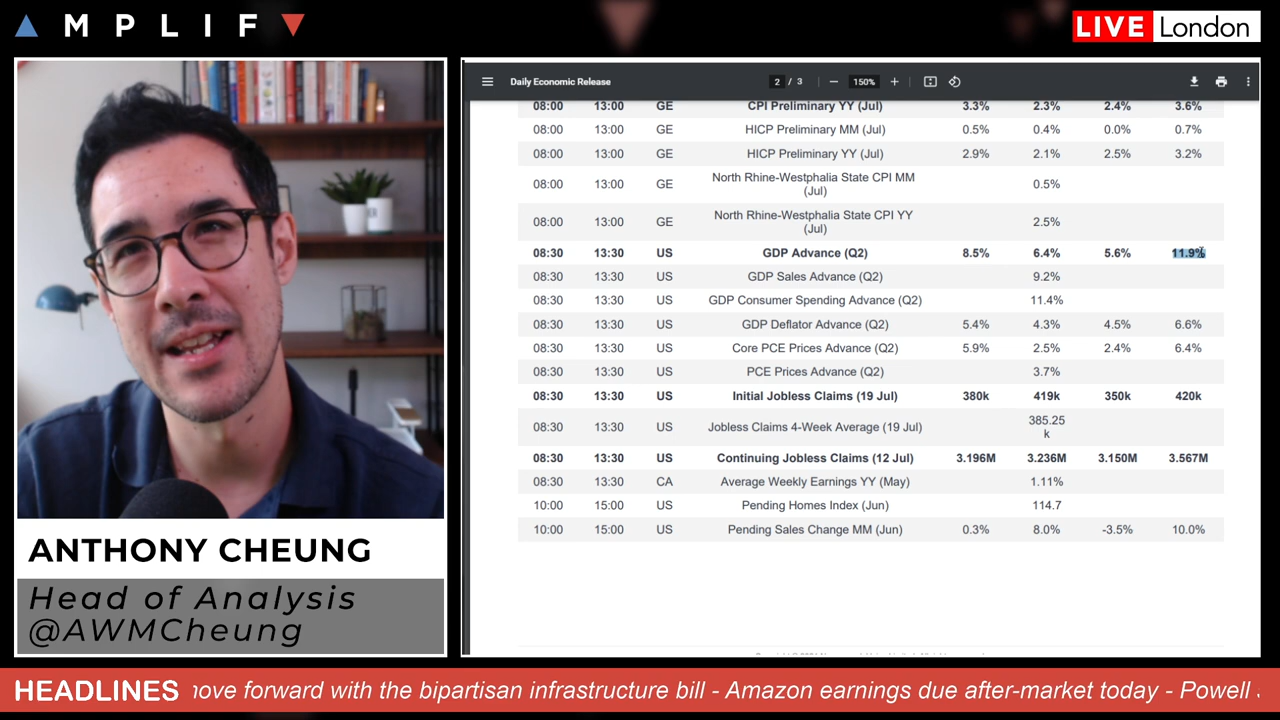 AMPLIFY
LIVE London
Daily Economic Release
2 / 3
150%
08:00 13:00 GE CPI Preliminary YY (Jul) 3.3% 2.3% 2.4% 3.6%
08:00 13:00 GE HICP Preliminary MM (Jul) 0.5% 0.4% 0.0% 0.7%
08:00 13:00 GE HICP Preliminary YY (Jul) 2.9% 2.1% 2.5% 3.2%
08:00 13:00 GE North Rhine-Westphalia State CPI MM 0.5%
(Jul)
08:00 13:00 GE North Rhine-Westphalia State CPI YY 2.5%
(Jul)
08:30 13:30 US GDP Advance (Q2) 8.5% 6.4% 5.6% 11.9%
08:30 13:30 US GDP Sales Advance (Q2) 9.2%
08:30 13:30 US GDP Consumer Spending Advance (Q2) 11.4%
08:30 13:30 US GDP Deflator Advance (Q2) 5.4% 4.3% 4.5% 6.6%
08:30 13:30 US Core PCE Prices Advance (Q2) 5.9% 2.5% 2.4% 6.4%
08:30 13:30 US PCE Prices Advance (Q2) 3.7%
08:30 13:30 US Initial Jobless Claims (19 Jul) 380k 419k 350k 420k
08:30 13:30 US Jobless Claims 4-Week Average (19 Jul) 385.25
k
08:30 13:30 US Continuing Jobless Claims (12 Jul) 3.196M 3.236M 3.150M 3.567M
08:30 13:30 CA Average Weekly Earnings YY (May) 1.11%
10:00 15:00 US Pending Homes Index (Jun) 114.7
10:00 15:00 US Pending Sales Change MM (Jun) 0.3% 8.0% -3.5% 10.0%
ANTHONY CHEUNG
Head of Analysis
@AWMCheung
HEADLINES
move forward with the bipartisan infrastructure bill - Amazon earnings due after-market today - Powell